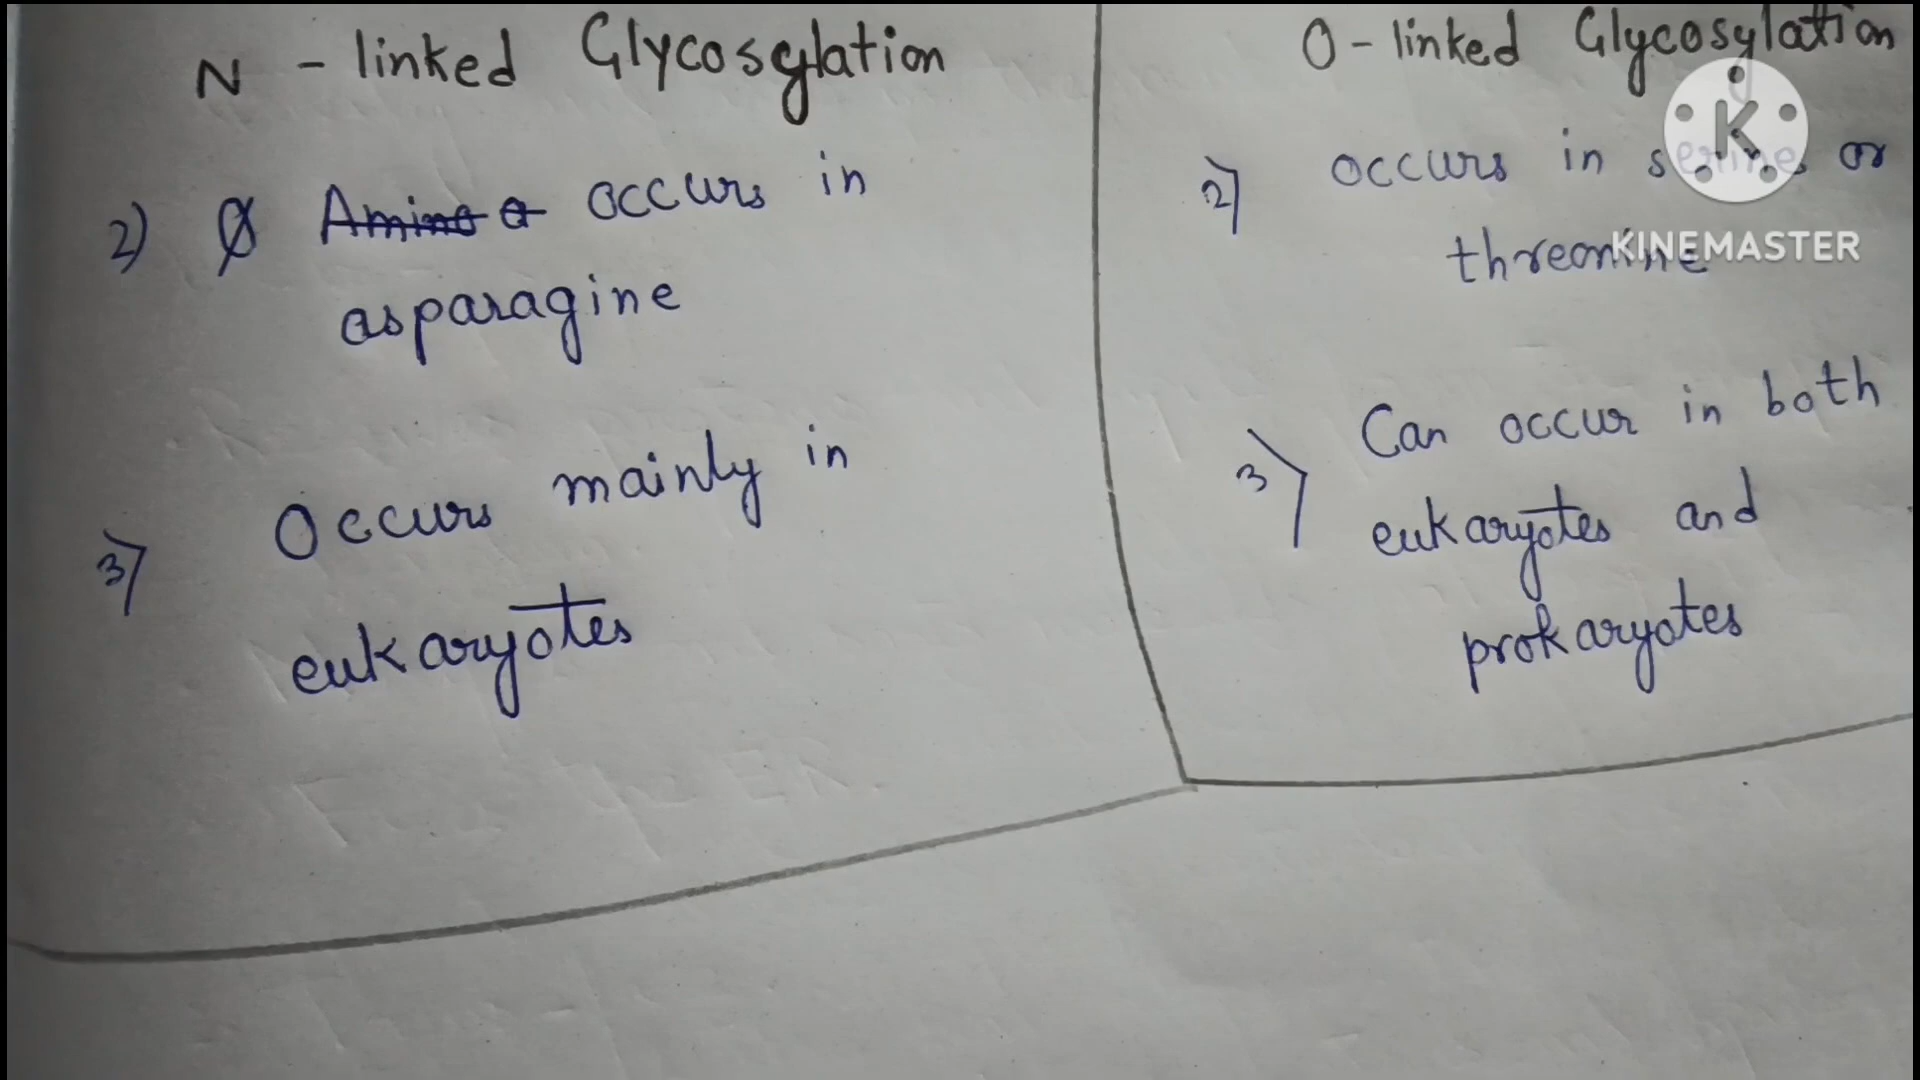 N - linked Glycosylation
2) Amino a occurs in
asparagine
3) Occurs mainly in
eukaryotes
O - linked Glycosylation
2) occurs in serine or
threonine
3) Can occur in both
eukaryotes and
prokaryotes
K
KINEMASTER